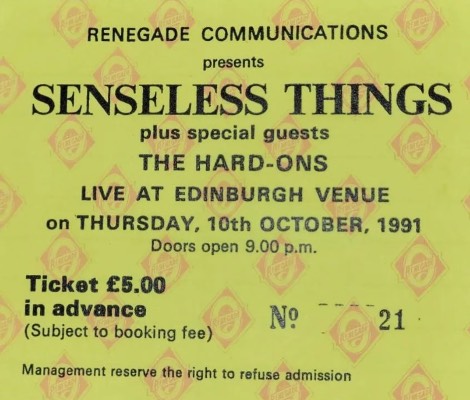 RENEGADE COMMUNICATIONS
presents
SENSELESS THINGS
plus special guests
THE HARD-ONS
LIVE AT EDINBURGH VENUE
on THURSDAY, 10th OCTOBER, 1991
Doors open 9.00 p.m.
Ticket £5.00
in advance
(Subject to booking fee)
Nº ---- 21
Management reserve the right to refuse admission